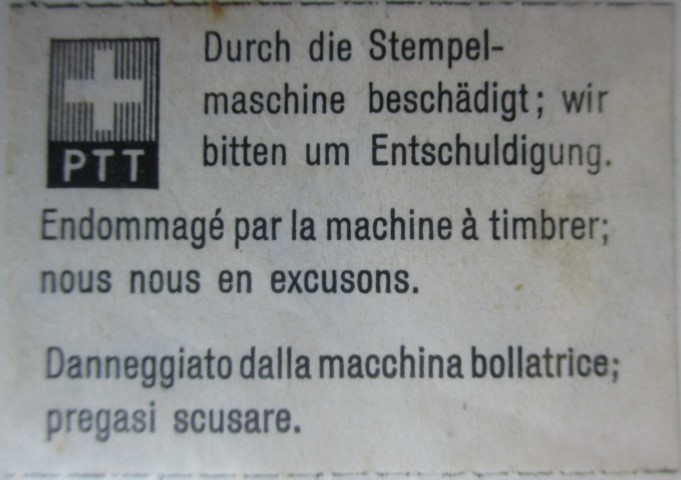 PTT
Durch die Stempel-
maschine beschädigt; wir
bitten um Entschuldigung.
Endommagé par la machine à timbrer;
nous nous en excusons.
Danneggiato dalla macchina bollatrice;
pregasi scusare.